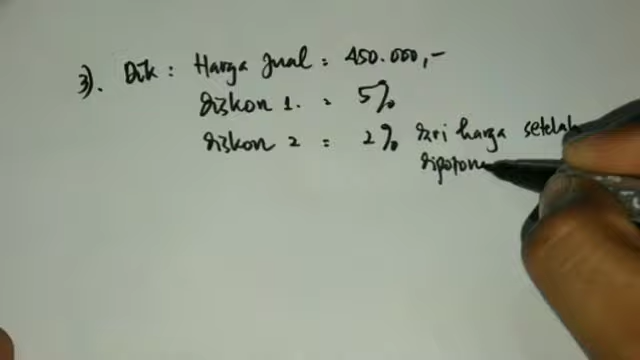 3). Dik : Harga Jual = 450.000,-
diskon 1. = 5%
diskon 2 = 2% dari harga setelah
dipotong